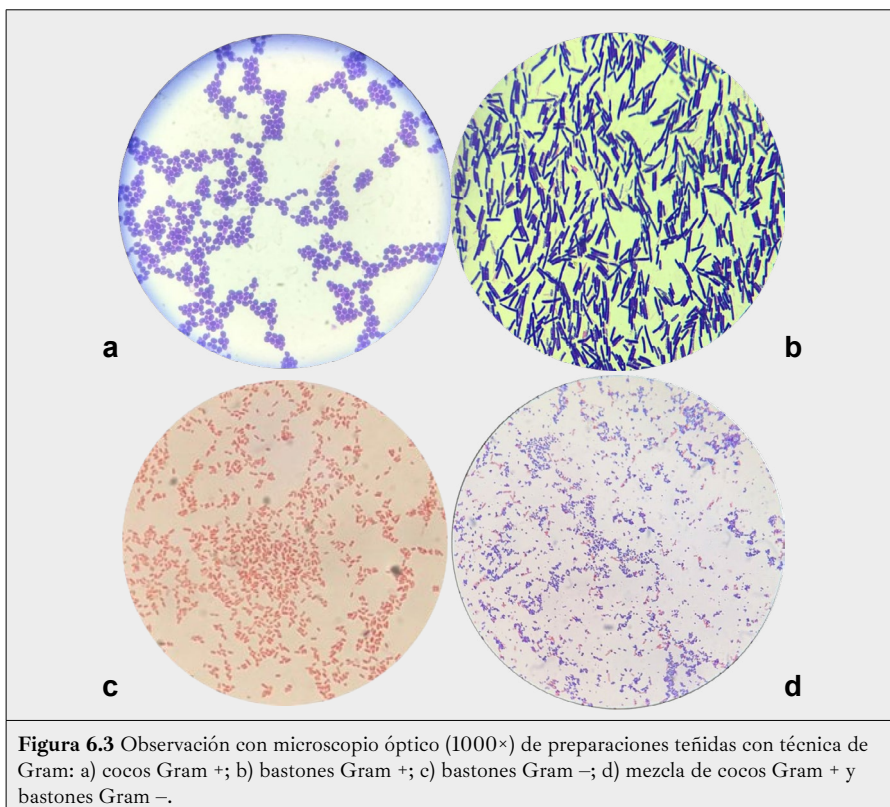 a
b
c
d
Figura 6.3 Observación con microscopio óptico (1000×) de preparaciones teñidas con técnica de
Gram: a) cocos Gram +; b) bastones Gram +; c) bastones Gram –; d) mezcla de cocos Gram + y
bastones Gram –.